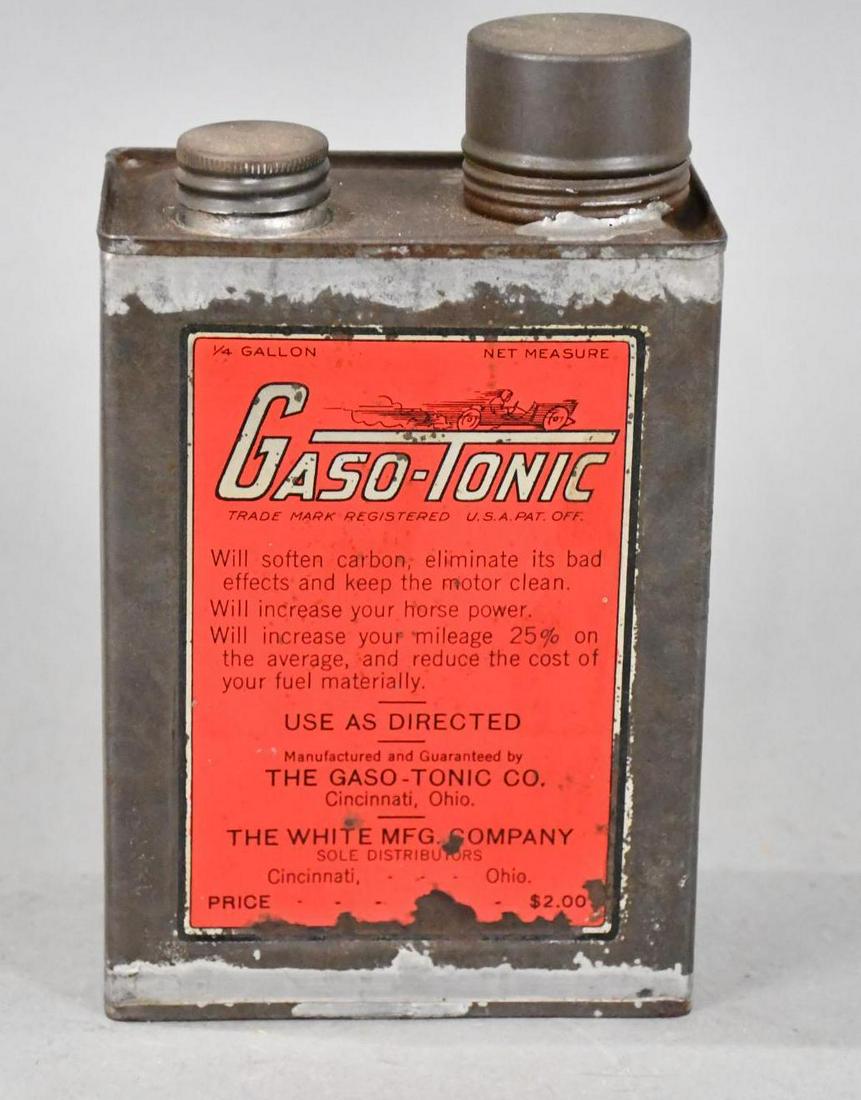 1/4 GALLON NET MEASURE
GASO-TONIC
TRADE MARK REGISTERED U.S.A. PAT. OFF.
Will soften carbon, eliminate its bad
effects and keep the motor clean.
Will increase your horse power.
Will increase your mileage 25% on
the average, and reduce the cost of
your fuel materially.
USE AS DIRECTED
Manufactured and Guaranteed by
THE GASO-TONIC CO.
Cincinnati, Ohio.
THE WHITE MFG. COMPANY
SOLE DISTRIBUTORS
Cincinnati, - - - Ohio.
PRICE - - - - - $2.00